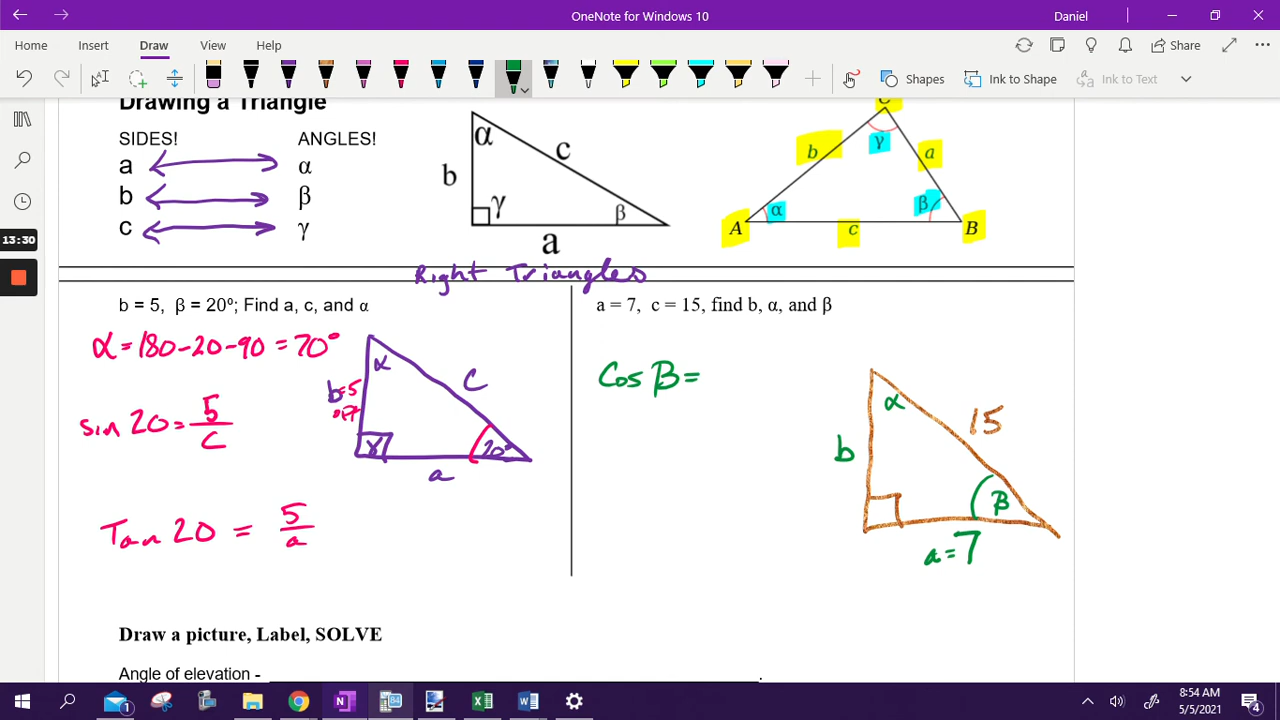 OneNote for Windows 10
Daniel
Home Insert Draw View Help
Share
Shapes
Ink to Shape
Ink to Text
Drawing a Triangle
SIDES! ANGLES!
a α
b β
c γ
α
c
b
γ
β
a
C
b
γ
a
α
β
A
c
B
13:30
Right Triangles
b = 5, β = 20º; Find a, c, and α
α = 180-20-90 = 70°
sin 20 = 5/c
Tan 20 = 5/a
α
c
b=5
γ
20°
a
a = 7, c = 15, find b, α, and β
Cos β =
α
15
b
β
a = 7
Draw a picture, Label, SOLVE
Angle of elevation -
1
8:54 AM
5/5/2021
4